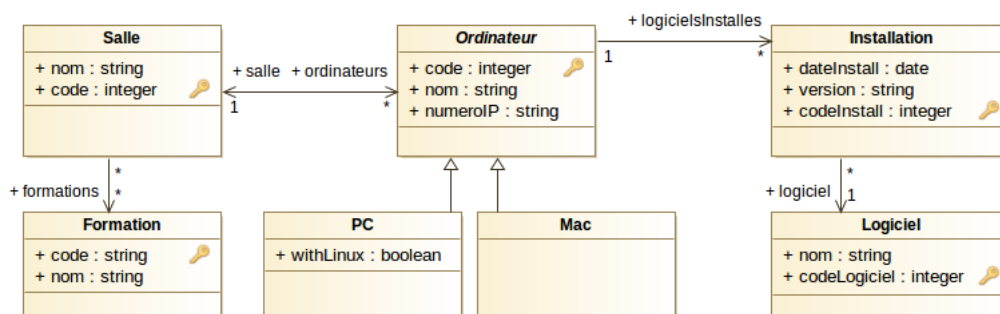 Salle
+ nom : string
+ code : integer
+ salle
+ ordinateurs
1
*
Ordinateur
+ code : integer
+ nom : string
+ numeroIP : string
+ logicielsInstalles
1
*
Installation
+ dateInstall : date
+ version : string
+ codeInstall : integer
*
*
+ formations
Formation
+ code : string
+ nom : string
PC
+ withLinux : boolean
Mac
*
+ logiciel
1
Logiciel
+ nom : string
+ codeLogiciel : integer